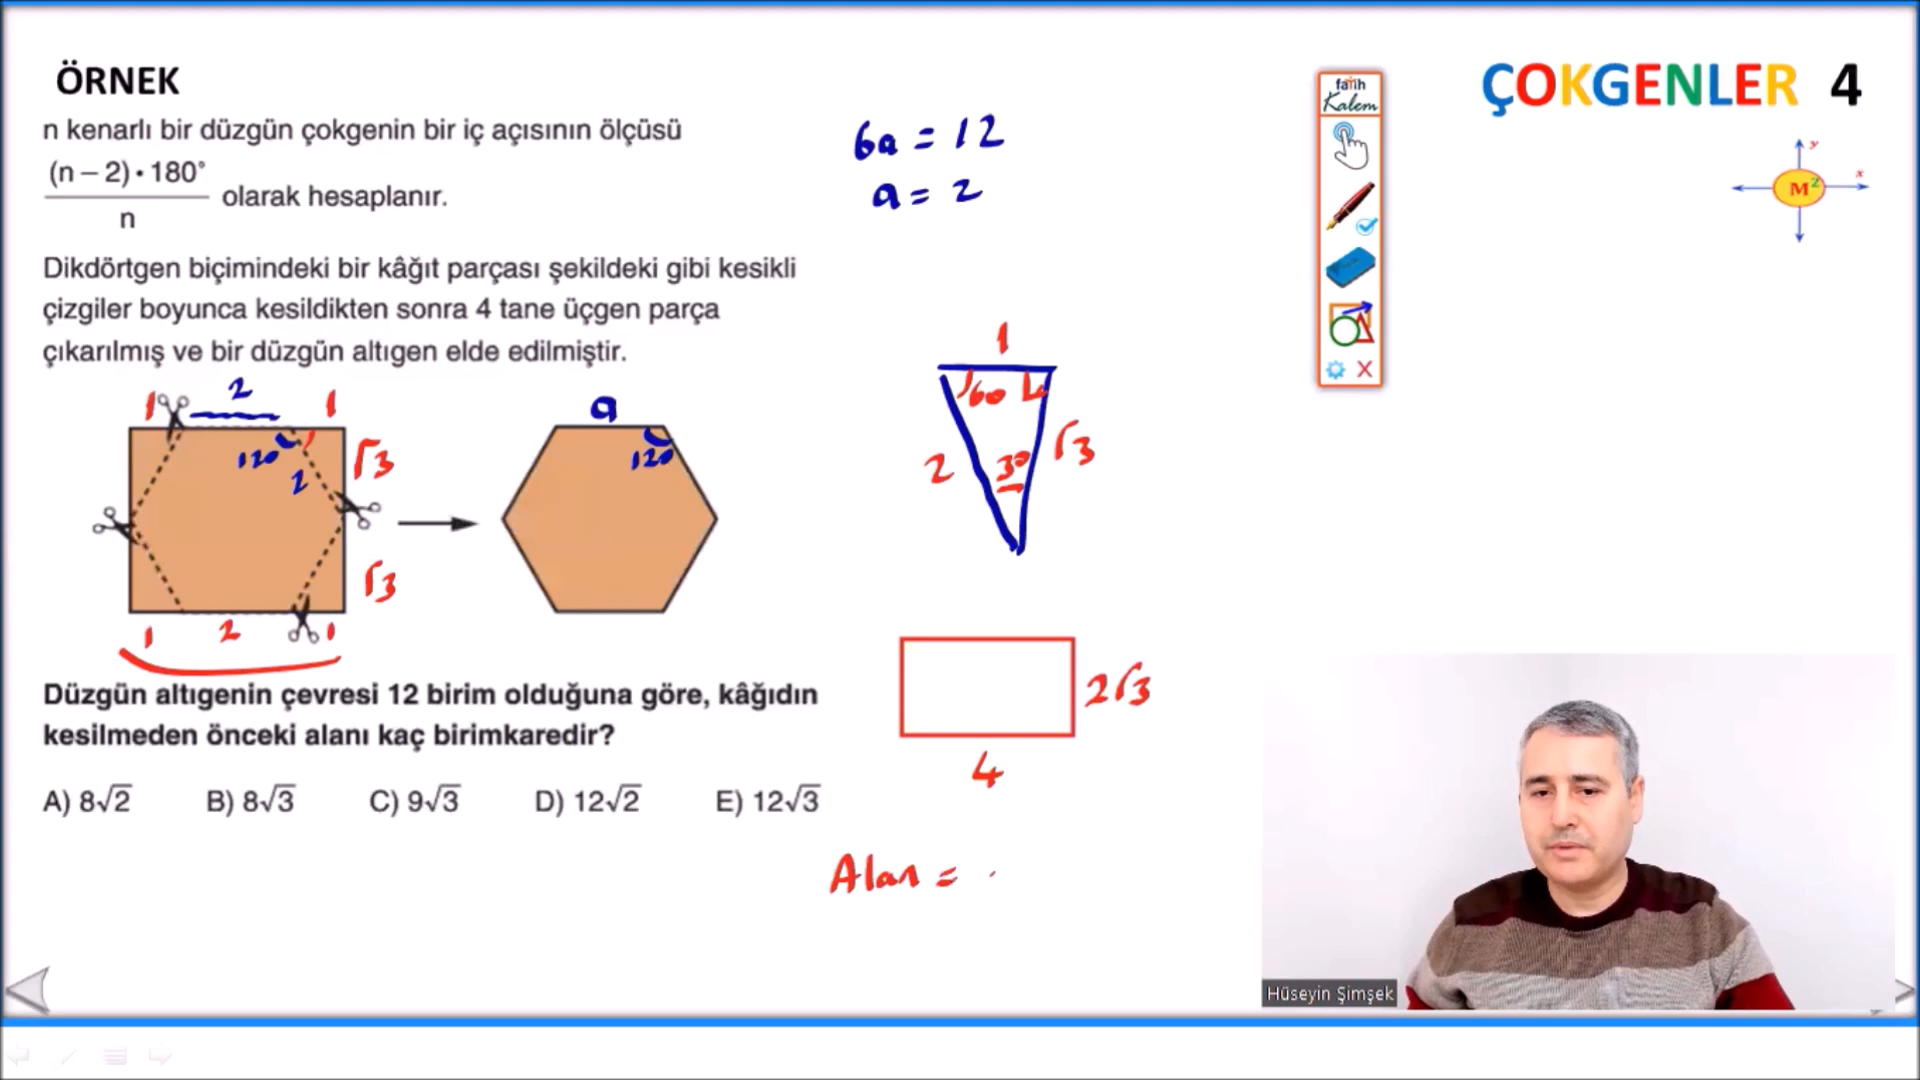 ÖRNEK
ÇOKGENLER 4
n kenarlı bir düzgün çokgenin bir iç açısının ölçüsü
(n – 2) • 180°
n
olarak hesaplanır.
Dikdörtgen biçimindeki bir kâğıt parçası şekildeki gibi kesikli
çizgiler boyunca kesildikten sonra 4 tane üçgen parça
çıkarılmış ve bir düzgün altıgen elde edilmiştir.
6a = 12
a = 2
fatih
Kalem
y
x
M²
1 2 1
120
2
√3
√3
1 2 1
a
120
1
60
2
30
√3
2√3
4
Düzgün altıgenin çevresi 12 birim olduğuna göre, kâğıdın
kesilmeden önceki alanı kaç birimkaredir?
A) 8√2 B) 8√3 C) 9√3 D) 12√2 E) 12√3
Alan =
Hüseyin Şimşek